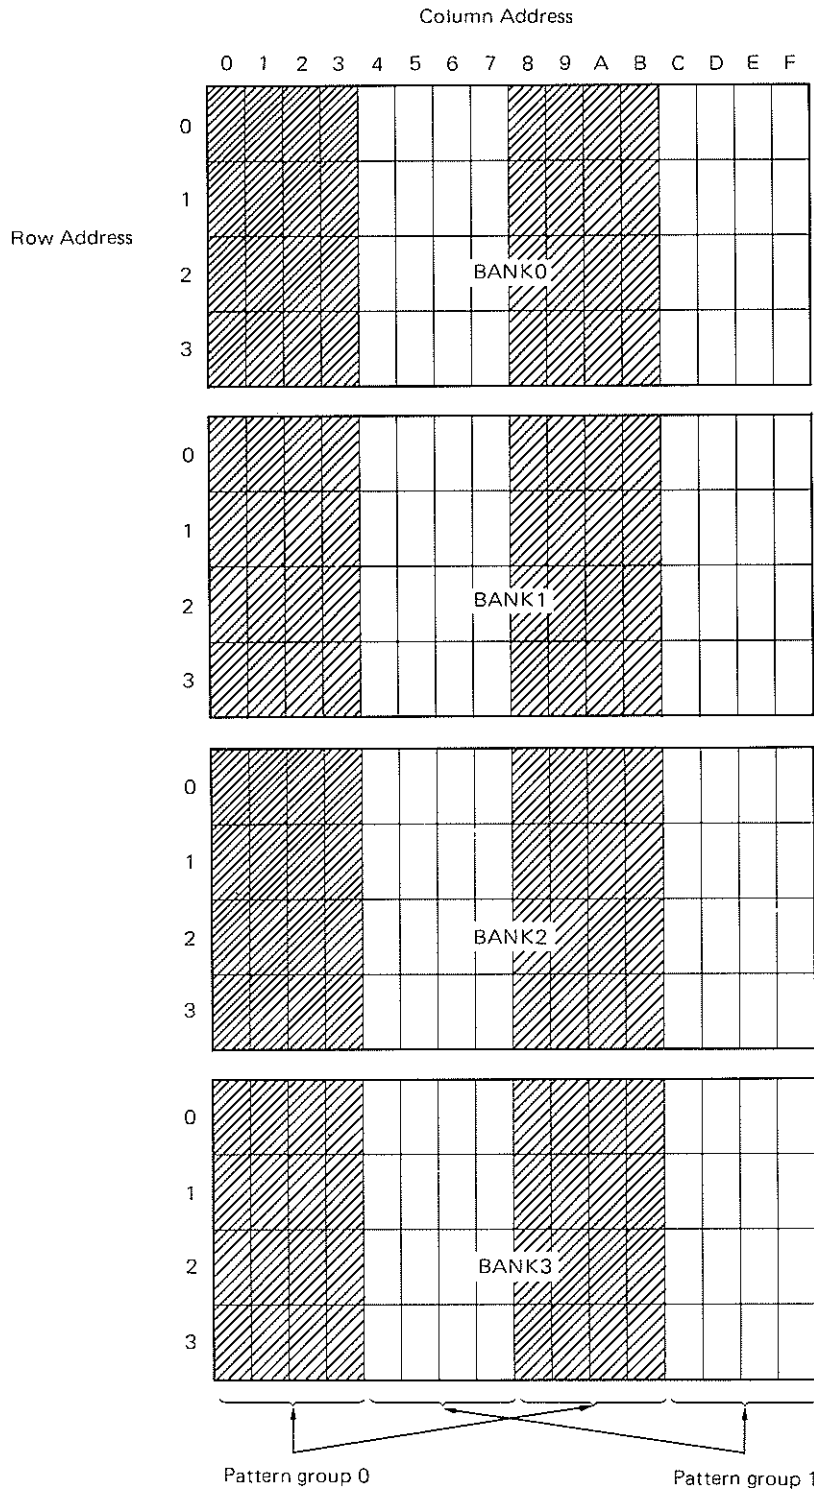 Column Address
0 1 2 3 4 5 6 7 8 9 A B C D E F
0
1
Row Address
2
BANK0
3
0
1
2
BANK1
3
0
1
2
BANK2
3
0
1
2
BANK3
3
Pattern group 0
Pattern group 1